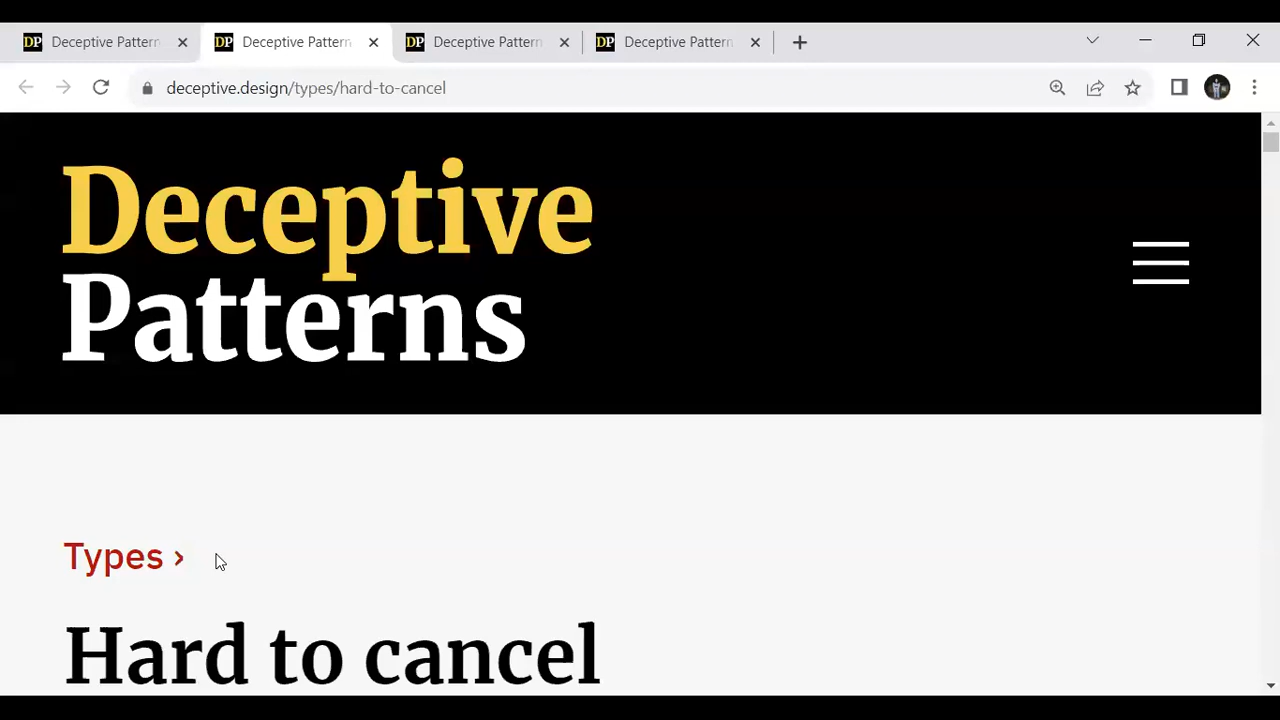 DP Deceptive Pattern DP Deceptive Pattern DP Deceptive Pattern DP Deceptive Pattern
deceptive.design/types/hard-to-cancel
Deceptive
Patterns
Types ›
Hard to cancel